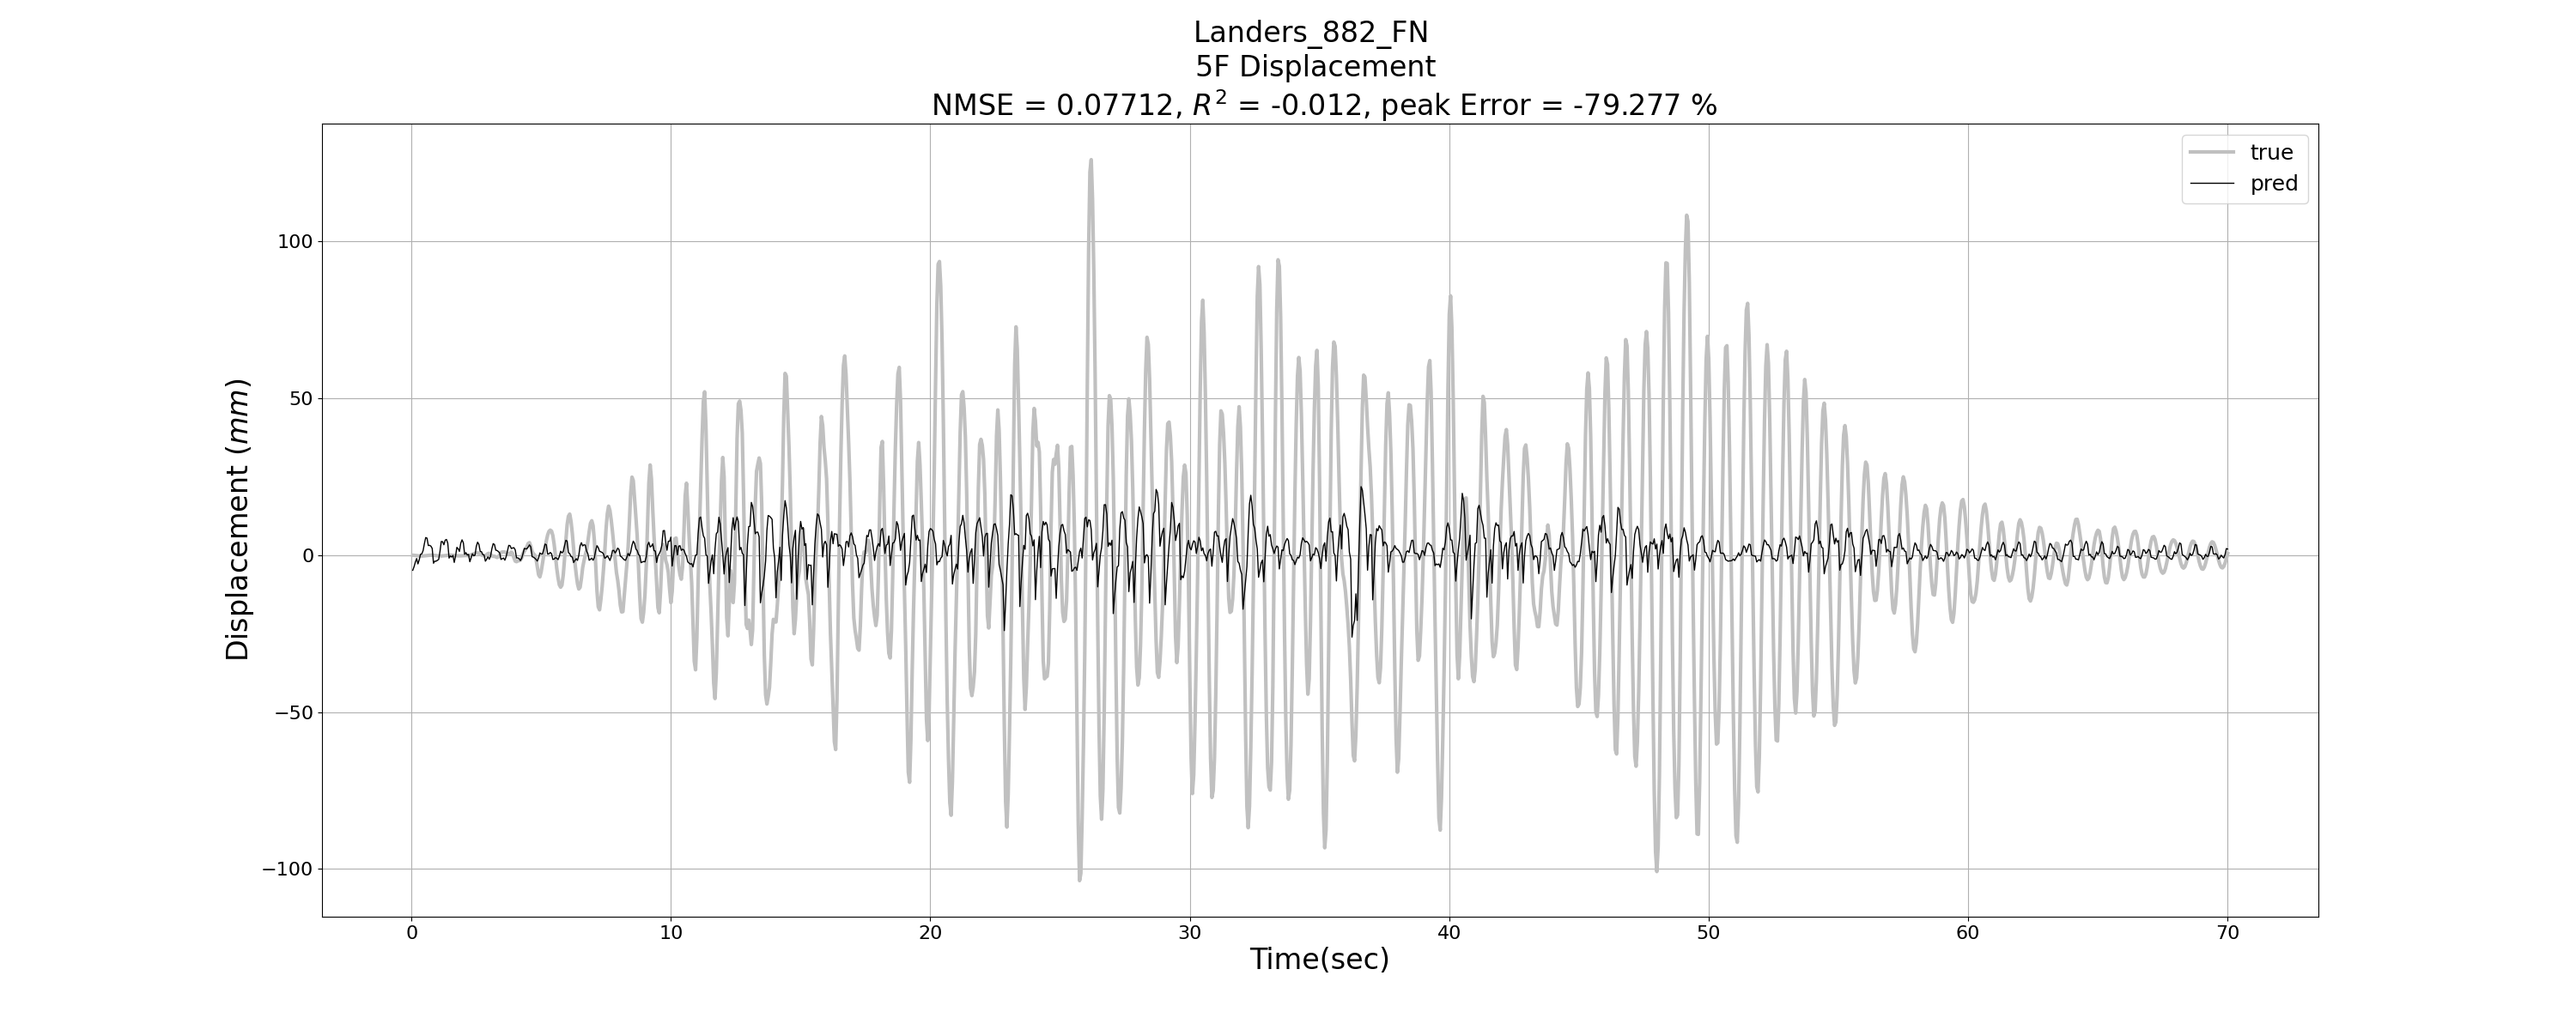 Landers_882_FN
5F Displacement
NMSE = 0.07712, R² = -0.012, peak Error = -79.277 %
true
pred
Displacement (mm)
100
50
0
−50
−100
0 10 20 30 40 50 60 70
Time(sec)